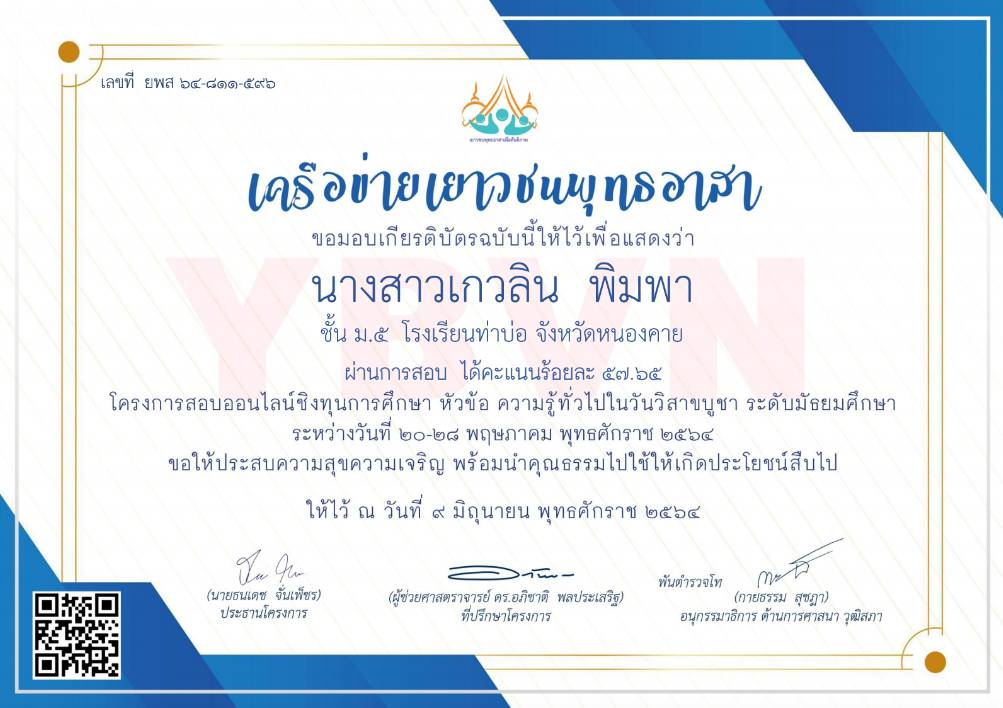 เลขที่ ยพส ๖๔-๘๑๑-๕๙๖
เยาวชนพุทธอาสาเพื่อสันติภาพ
เครือข่ายเยาวชนพุทธอาสา
ขอมอบเกียรติบัตรฉบับนี้ให้ไว้เพื่อแสดงว่า
นางสาวเกวลิน พิมพา
ชั้น ม.๕ โรงเรียนท่าบ่อ จังหวัดหนองคาย
YBVN
ผ่านการสอบ ได้คะแนนร้อยละ ๕๗.๖๕
โครงการสอบออนไลน์ชิงทุนการศึกษา หัวข้อ ความรู้ทั่วไปในวันวิสาขบูชา ระดับมัธยมศึกษา
ระหว่างวันที่ ๒๐-๒๘ พฤษภาคม พุทธศักราช ๒๕๖๔
ขอให้ประสบความสุขความเจริญ พร้อมนำคุณธรรมไปใช้ให้เกิดประโยชน์สืบไป
ให้ไว้ ณ วันที่ ๙ มิถุนายน พุทธศักราช ๒๕๖๔
(นายธนเดช จั่นเพ็ชร)
ประธานโครงการ
(ผู้ช่วยศาสตราจารย์ ดร.อภิชาติ พลประเสริฐ)
ที่ปรึกษาโครงการ
พันตำรวจโท
(กายธรรม สุชฎา)
อนุกรรมาธิการ ด้านการศาสนา วุฒิสภา